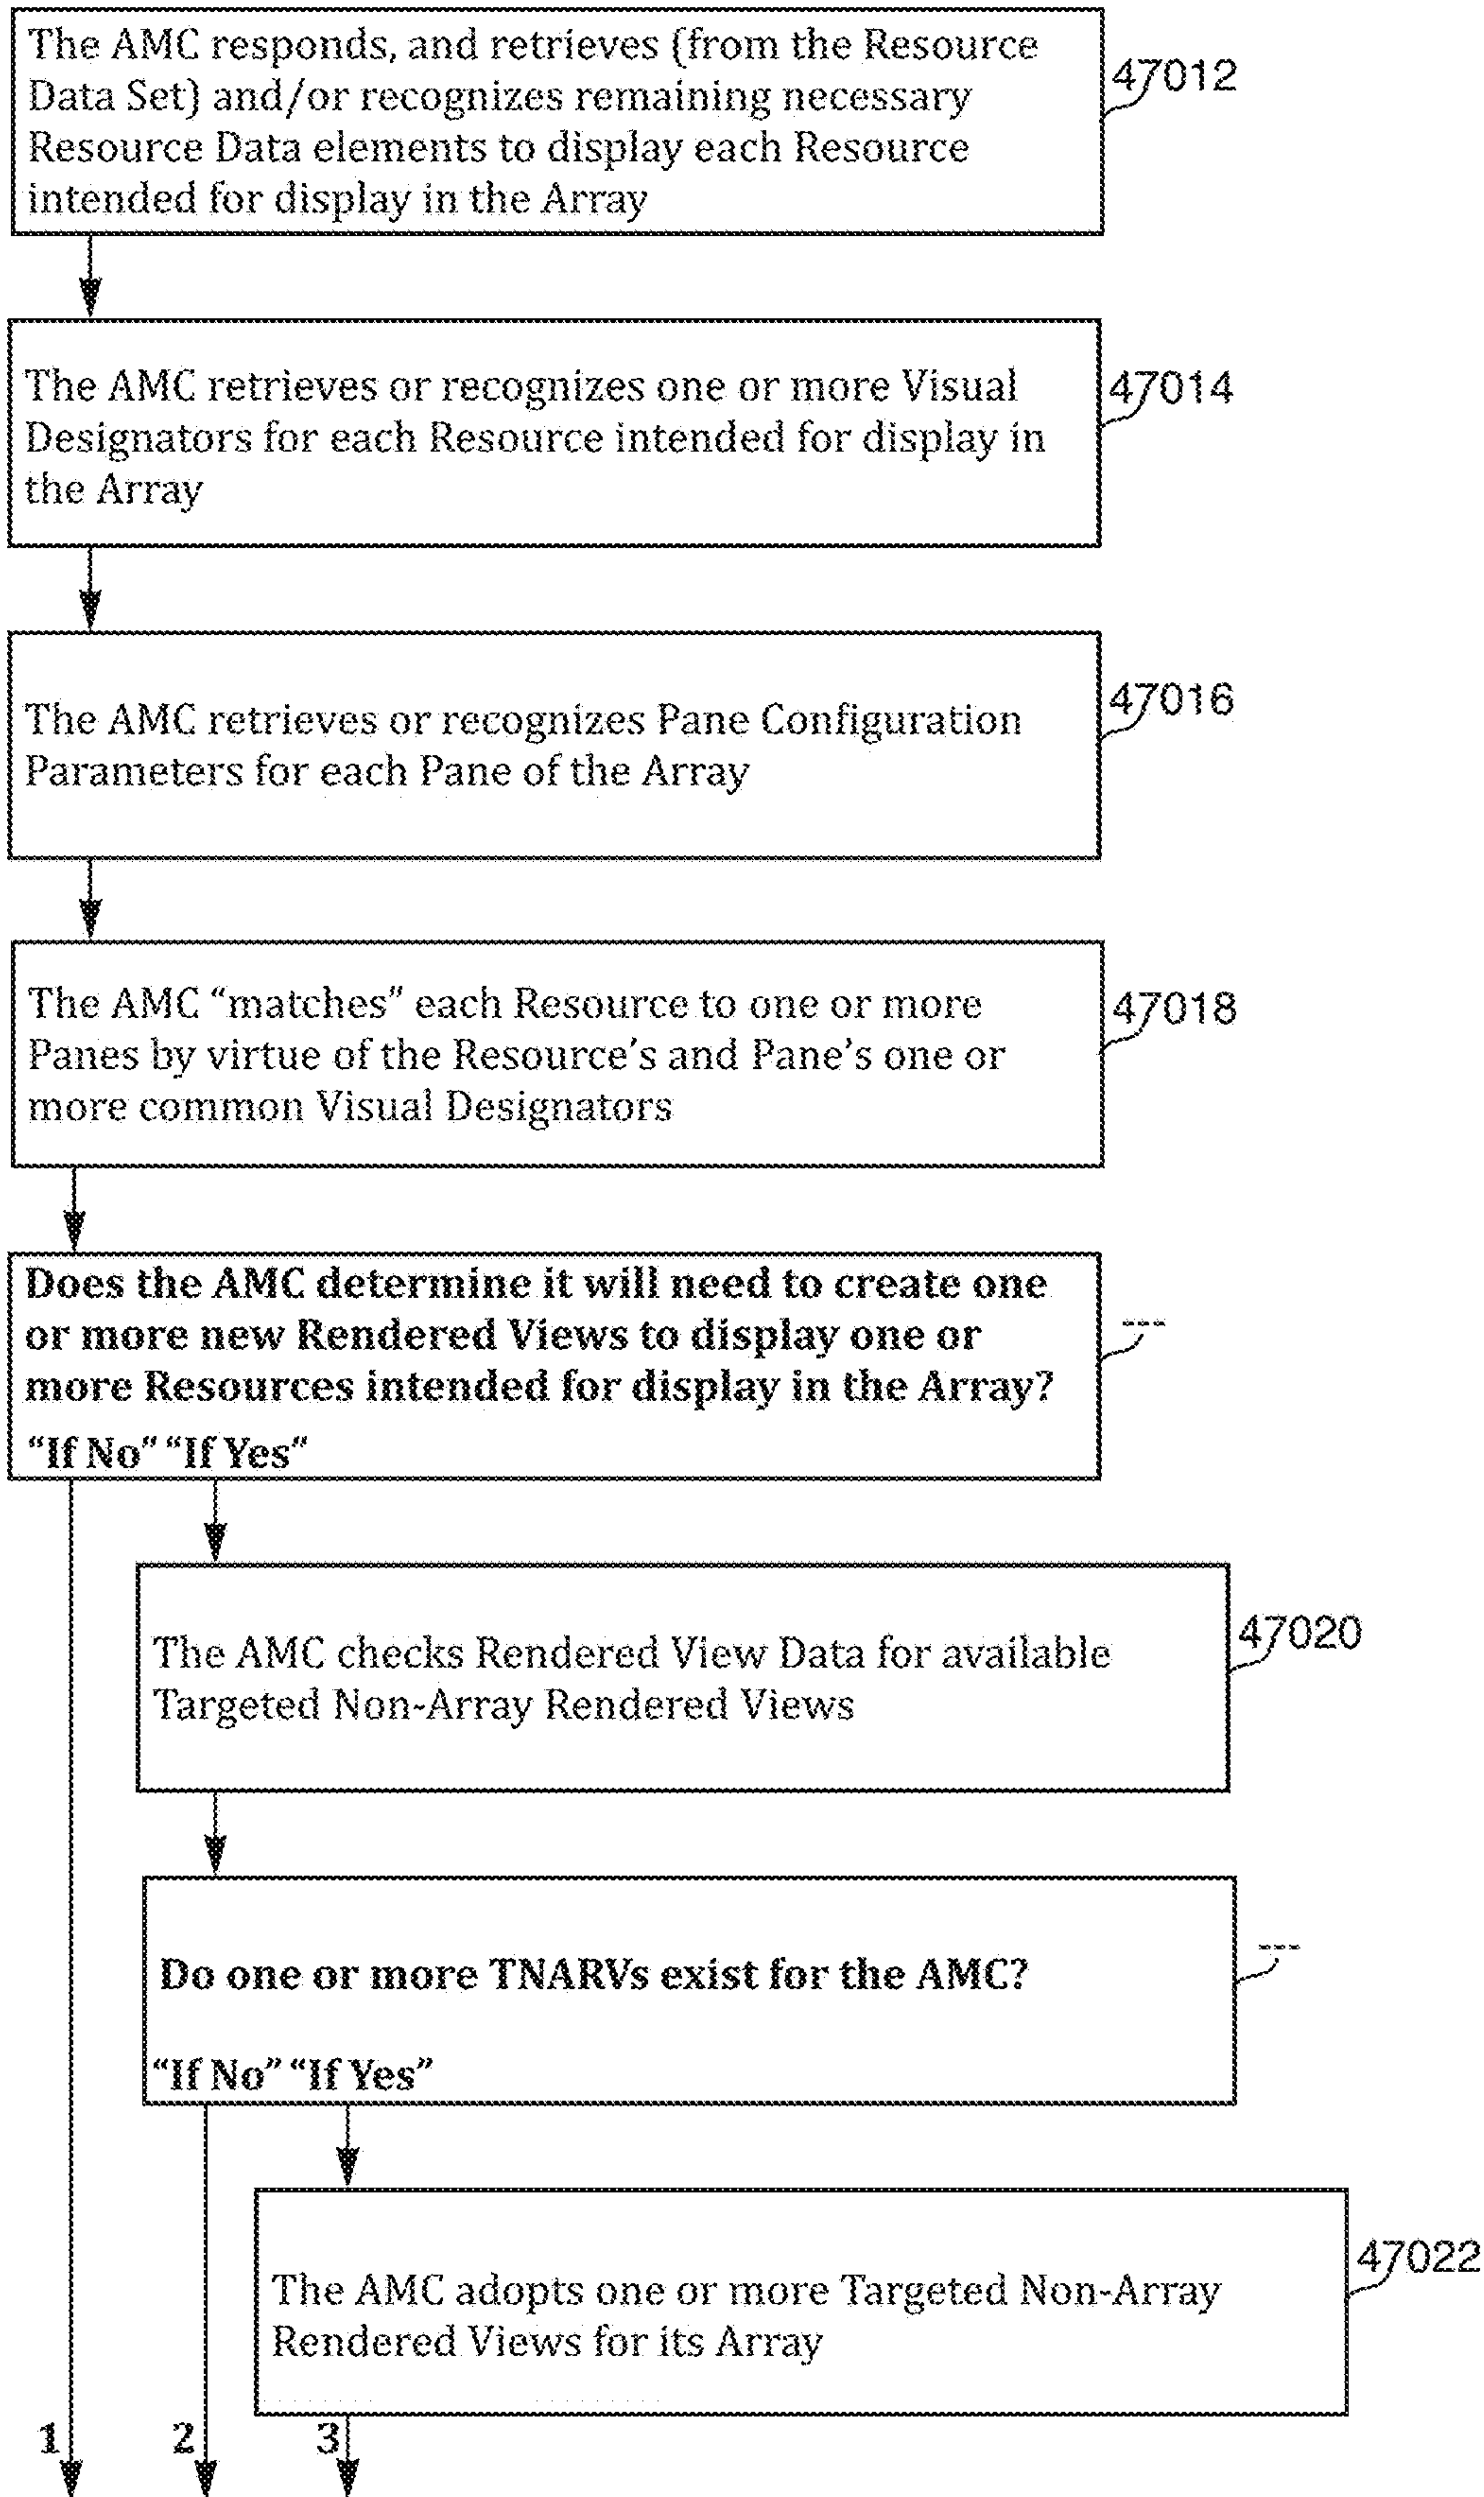 The AMC responds, and retrieves (from the Resource
Data Set) and/or recognizes remaining necessary
Resource Data elements to display each Resource
intended for display in the Array
47012
The AMC retrieves or recognizes one or more Visual
Designators for each Resource intended for display in
the Array
47014
The AMC retrieves or recognizes Pane Configuration
Parameters for each Pane of the Array
47016
The AMC “matches” each Resource to one or more
Panes by virtue of the Resource’s and Pane’s one or
more common Visual Designators
47018
Does the AMC determine it will need to create one
or more new Rendered Views to display one or
more Resources intended for display in the Array?
“If No” “If Yes”
---
The AMC checks Rendered View Data for available
Targeted Non-Array Rendered Views
47020
Do one or more TNARVs exist for the AMC?
“If No” “If Yes”
---
The AMC adopts one or more Targeted Non-Array
Rendered Views for its Array
47022
1 2 3